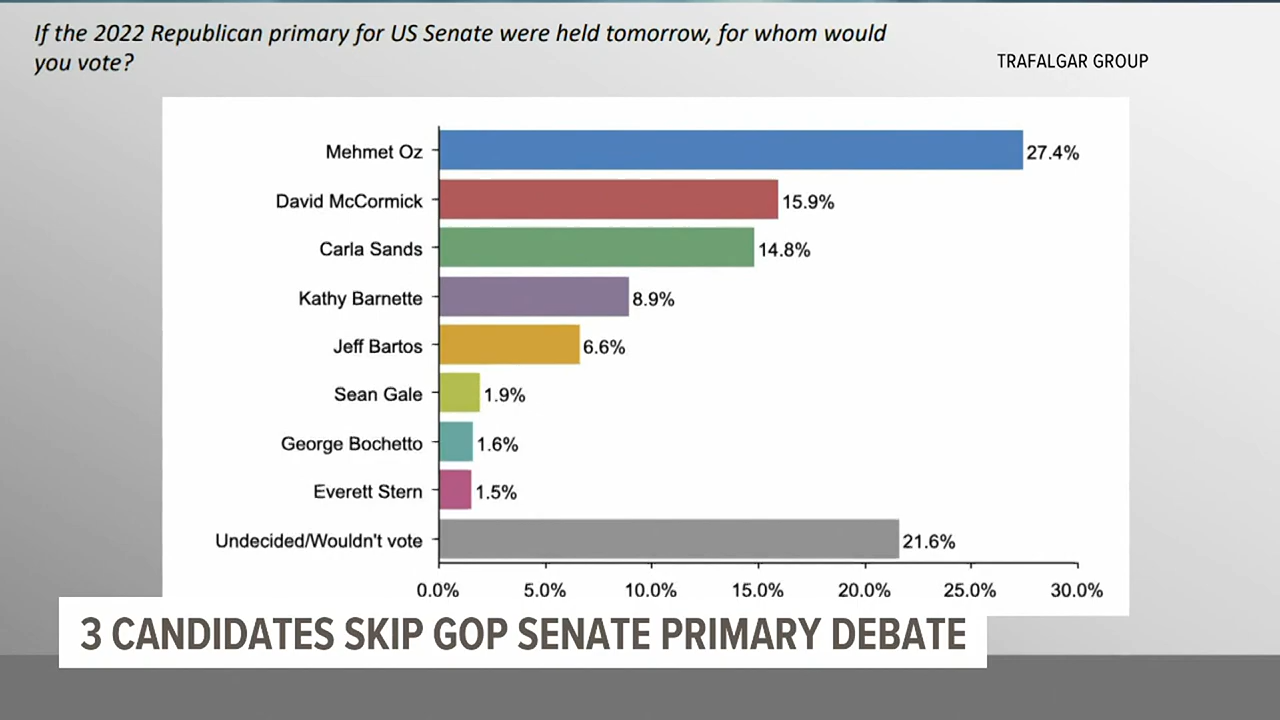 If the 2022 Republican primary for US Senate were held tomorrow, for whom would
you vote?
TRAFALGAR GROUP
Mehmet Oz 27.4%
David McCormick 15.9%
Carla Sands 14.8%
Kathy Barnette 8.9%
Jeff Bartos 6.6%
Sean Gale 1.9%
George Bochetto 1.6%
Everett Stern 1.5%
Undecided/Wouldn't vote 21.6%
0.0% 5.0% 10.0% 15.0% 20.0% 25.0% 30.0%
3 CANDIDATES SKIP GOP SENATE PRIMARY DEBATE